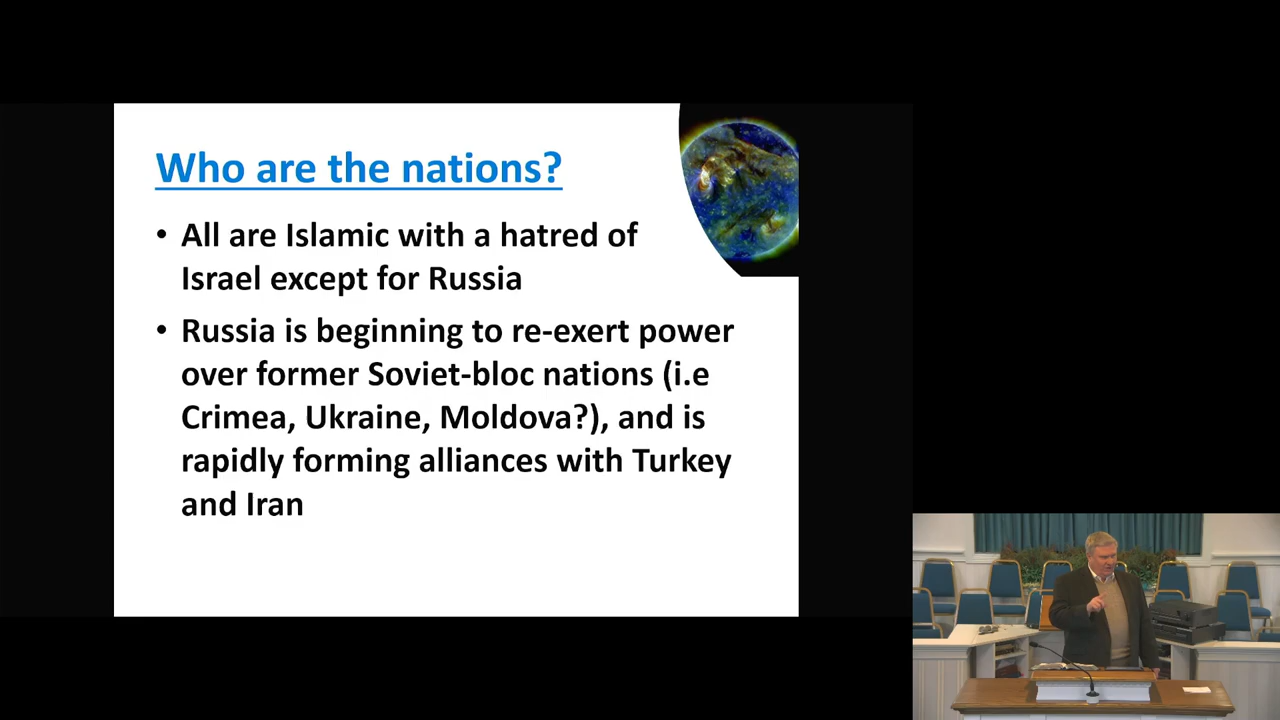 Who are the nations?
• All are Islamic with a hatred of
Israel except for Russia
• Russia is beginning to re-exert power
over former Soviet-bloc nations (i.e
Crimea, Ukraine, Moldova?), and is
rapidly forming alliances with Turkey
and Iran